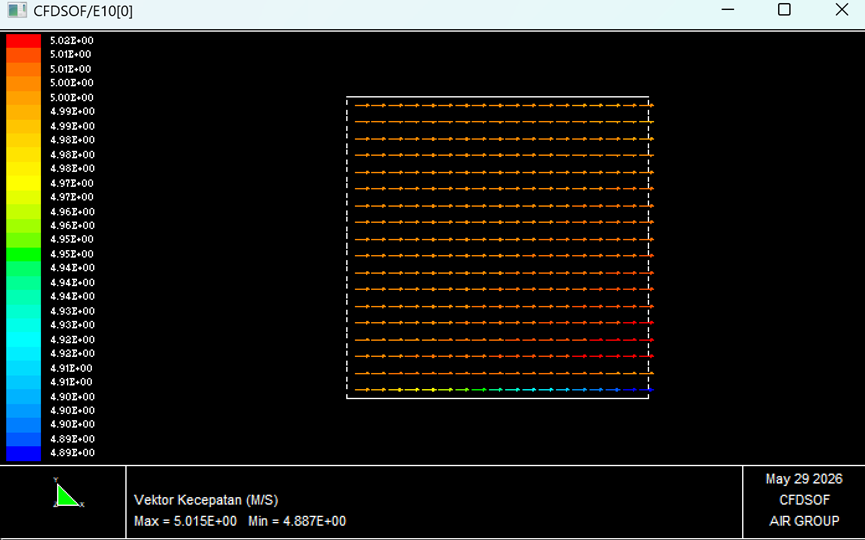 CFDSOF/E10[0]
5.02E+00
5.01E+00
5.01E+00
5.00E+00
5.00E+00
4.99E+00
4.99E+00
4.98E+00
4.98E+00
4.98E+00
4.97E+00
4.97E+00
4.96E+00
4.96E+00
4.95E+00
4.95E+00
4.94E+00
4.94E+00
4.94E+00
4.93E+00
4.93E+00
4.92E+00
4.92E+00
4.91E+00
4.91E+00
4.90E+00
4.90E+00
4.90E+00
4.89E+00
4.89E+00
Y
Z X
Vektor Kecepatan (M/S)
Max = 5.015E+00 Min = 4.887E+00
May 29 2026
CFDSOF
AIR GROUP